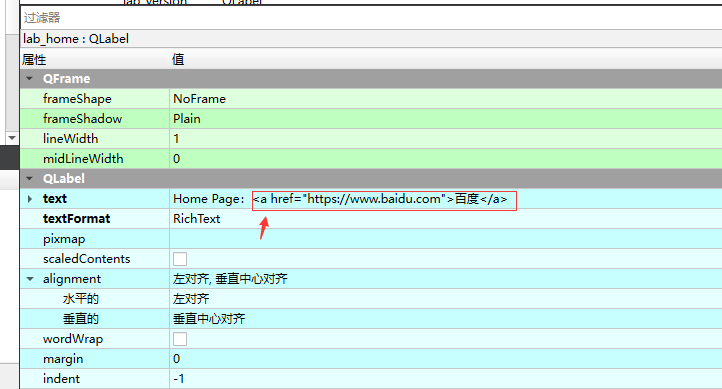 lab_version QLabel
过滤器
lab_home : QLabel
属性 值
QFrame
frameShape NoFrame
frameShadow Plain
lineWidth 1
midLineWidth 0
QLabel
text Home Page: <a href="https://www.baidu.com">百度</a>
textFormat RichText
pixmap
scaledContents
alignment 左对齐, 垂直中心对齐
水平的 左对齐
垂直的 垂直中心对齐
wordWrap
margin 0
indent -1